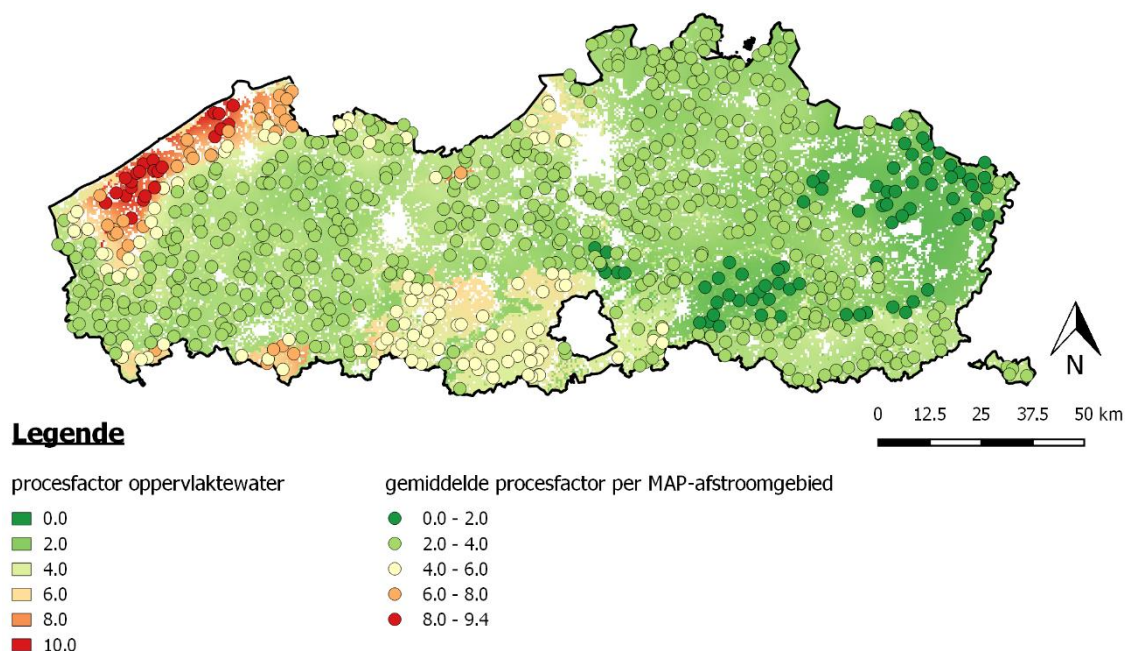 N
0 12.5 25 37.5 50 km
Legende
procesfactor oppervlaktewater
0.0
2.0
4.0
6.0
8.0
10.0
gemiddelde procesfactor per MAP-afstroomgebied
0.0 - 2.0
2.0 - 4.0
4.0 - 6.0
6.0 - 8.0
8.0 - 9.4